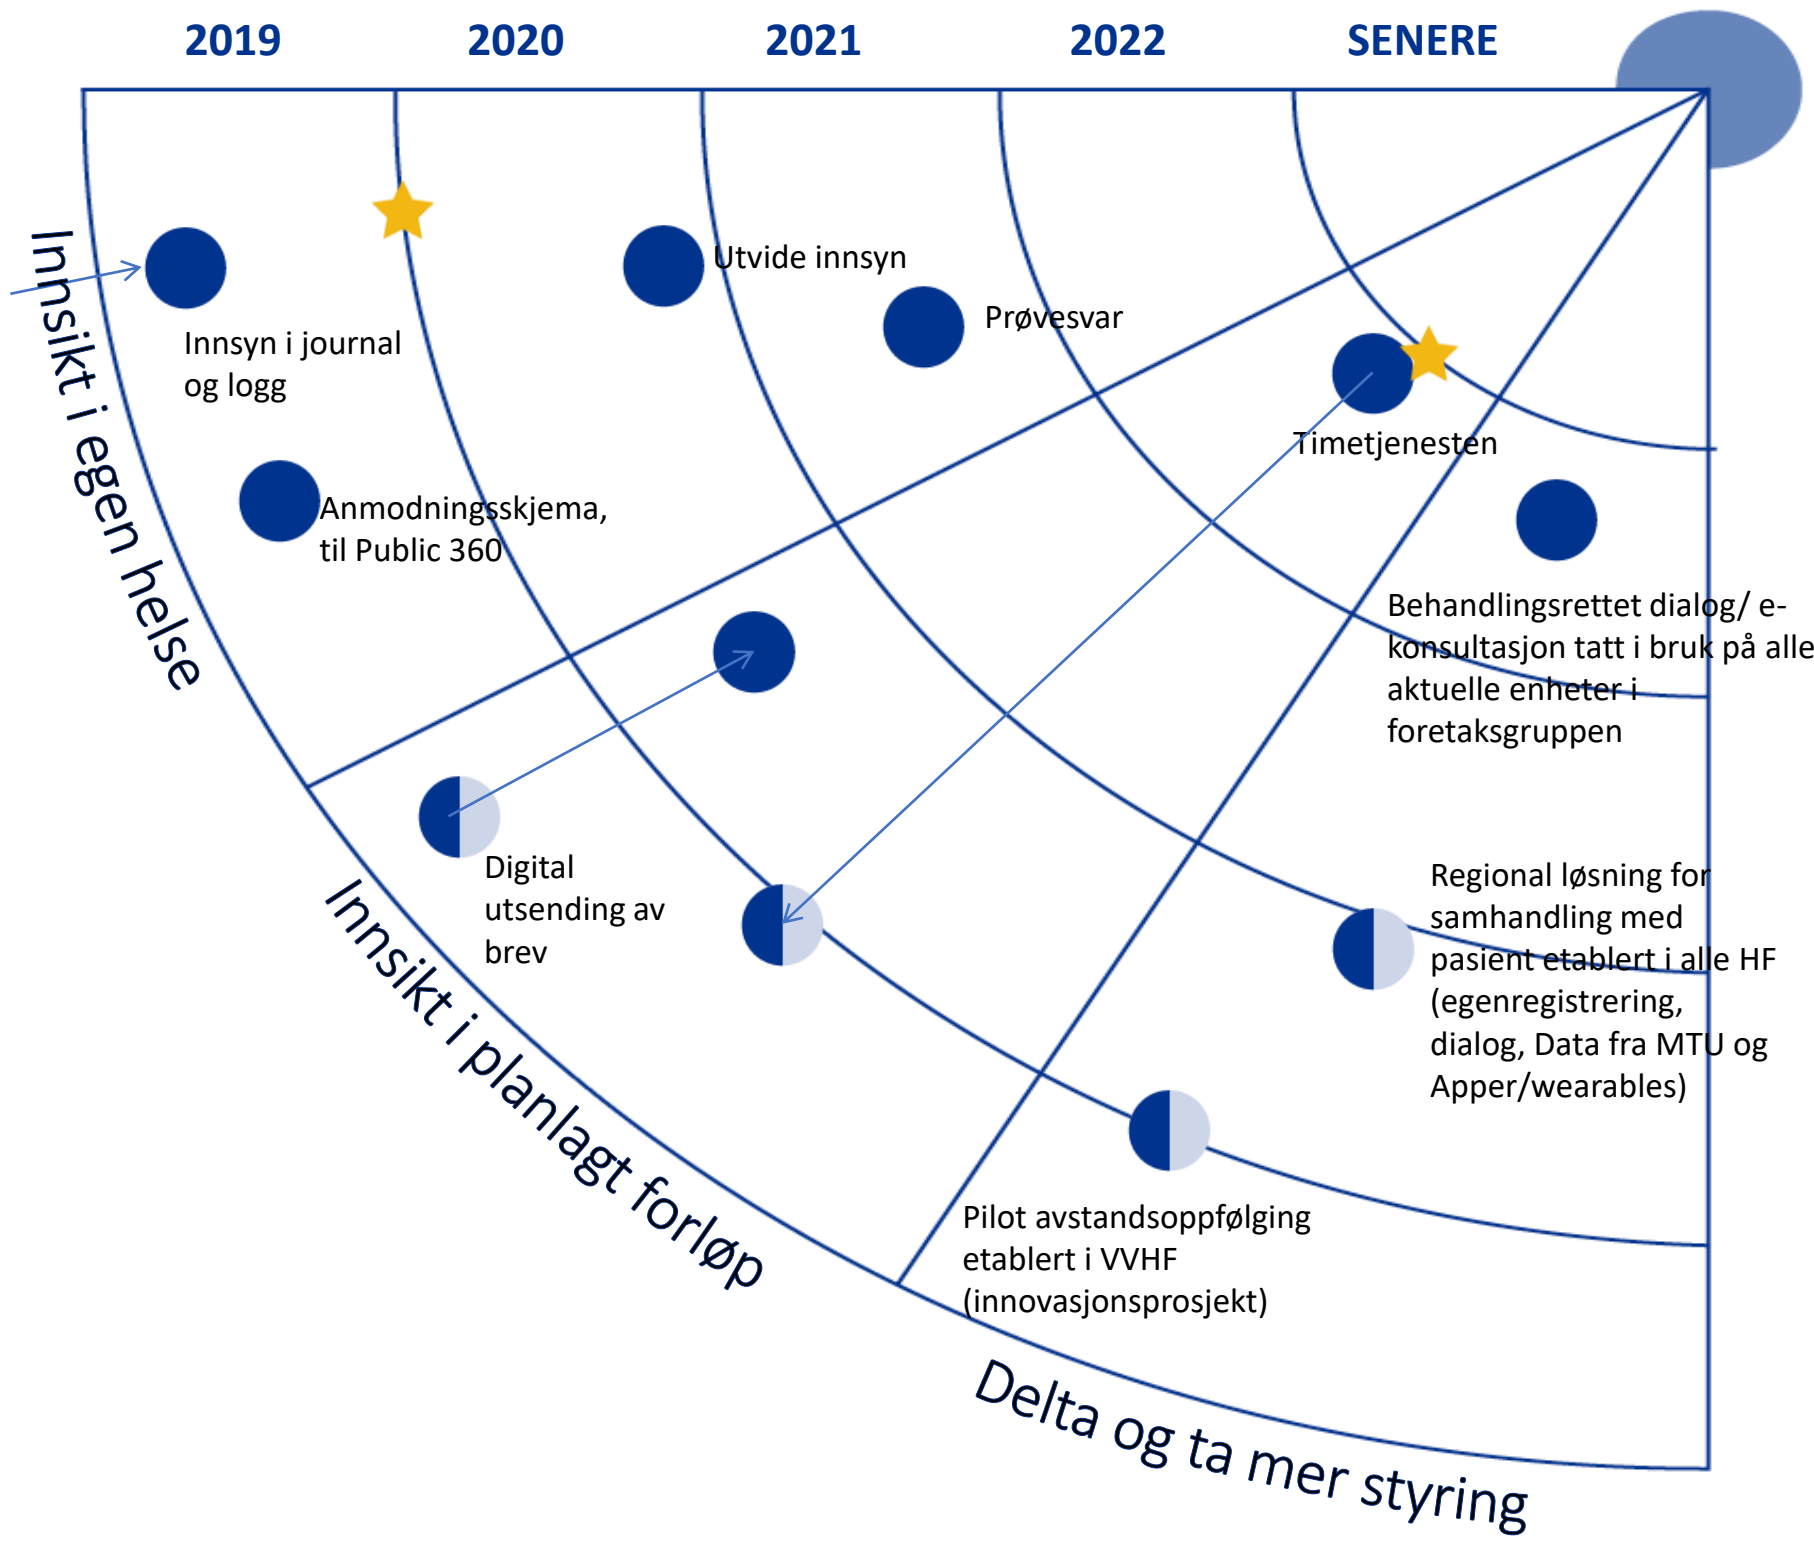 2019
2020
2021
2022
SENERE
Utvide innsyn
Prøvesvar
Innsyn i journal
og logg
Timetjenesten
Anmodningsskjema,
til Public 360
Behandlingsrettet dialog/ e-
konsultasjon tatt i bruk på alle
aktuelle enheter i
foretaksgruppen
Innsikt i egen helse
Digital
utsending av
brev
Regional løsning for
samhandling med
pasient etablert i alle HF
(egenregistrering,
dialog, Data fra MTU og
Apper/wearables)
Innsikt i planlagt forløp
Pilot avstandsoppfølging
etablert i VVHF
(innovasjonsprosjekt)
Delta og ta mer styring